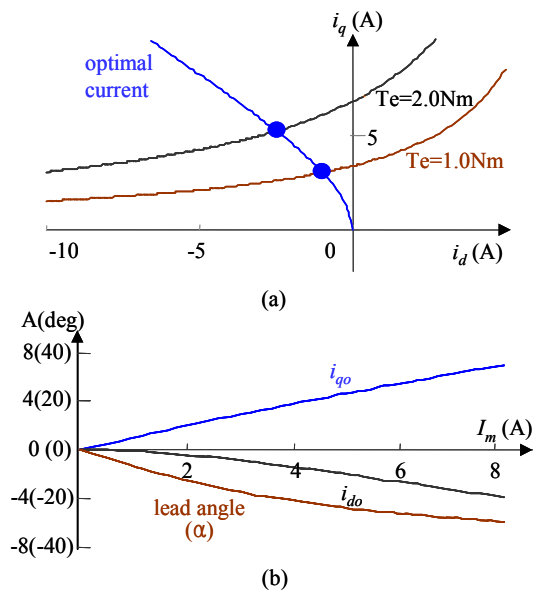 i_q (A)
optimal
current
Te=2.0Nm
5
Te=1.0Nm
-10
-5
0
i_d (A)
(a)
A(deg)
8(40)
i_qo
4(20)
I_m (A)
0 (0)
2
4
6
8
-4(-20)
i_do
lead angle
(α)
-8(-40)
(b)